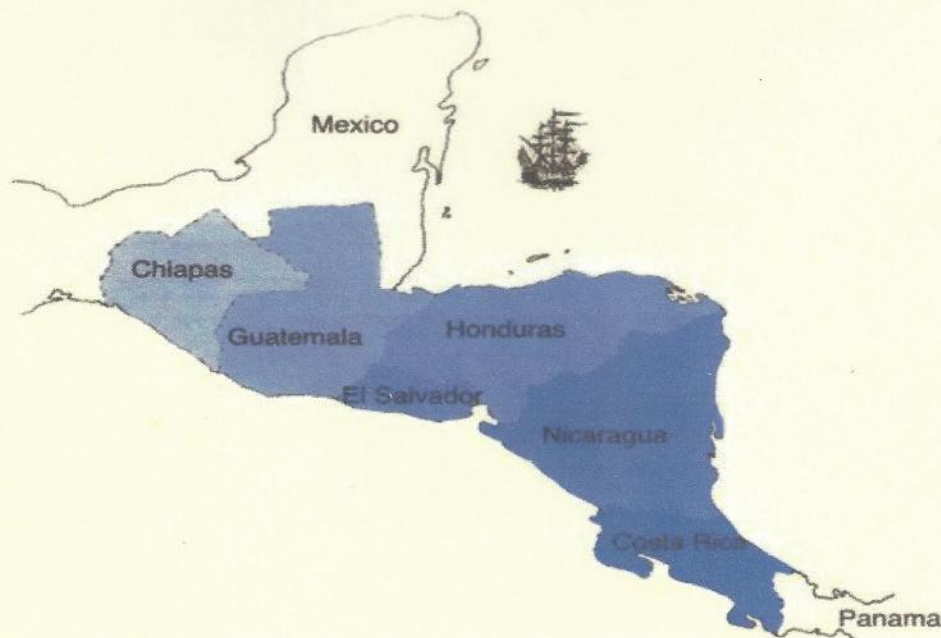 Mexico
Chiapas
Guatemala
Honduras
El Salvador
Nicaragua
Costa Rica
Panama